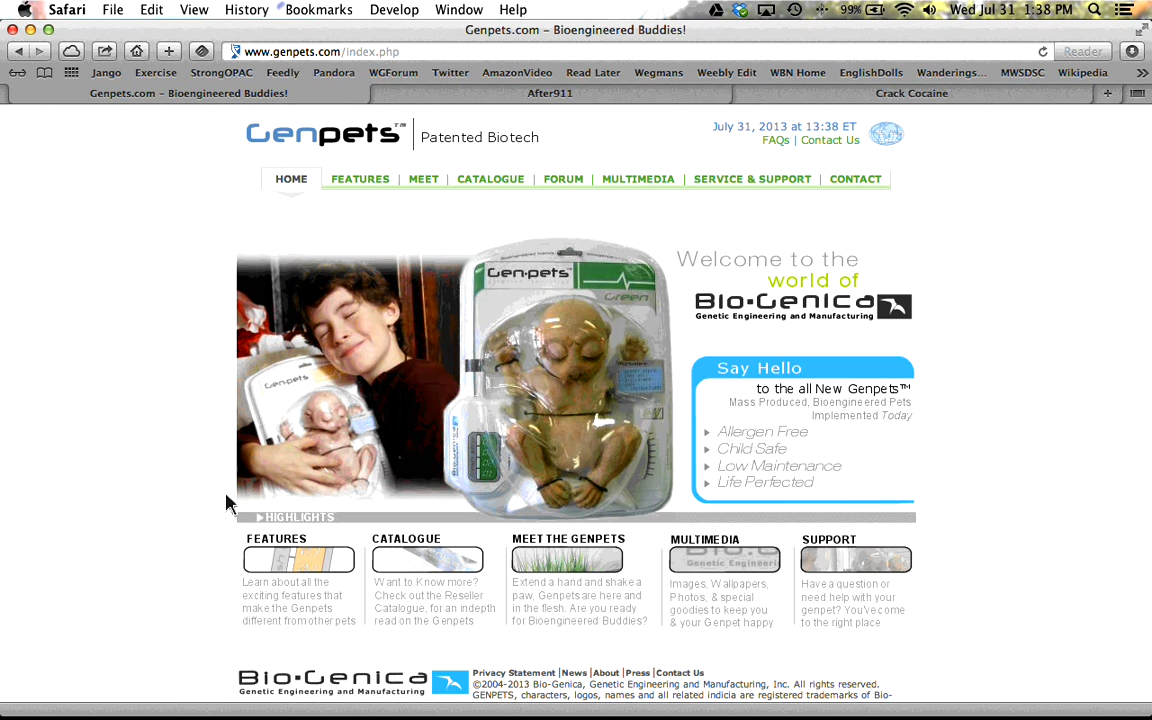 Safari File Edit View History Bookmarks Develop Window Help 99% Wed Jul 31 1:38 PM
Genpets.com – Bioengineered Buddies!
www.genpets.com/index.php Reader
Jango Exercise StrongOPAC Feedly Pandora WGForum Twitter AmazonVideo Read Later Wegmans Weebly Edit WBN Home EnglishDolls Wanderings... MWSDSC Wikipedia
Genpets.com – Bioengineered Buddies! After911 Crack Cocaine
Genpets™ Patented Biotech
July 31, 2013 at 13:38 ET
FAQs | Contact Us
HOME FEATURES | MEET | CATALOGUE | FORUM | MULTIMEDIA | SERVICE & SUPPORT | CONTACT
Gen-pets
Gen-pets™
Green
Welcome to the
world of
Bio-Genica
Genetic Engineering and Manufacturing
Say Hello
to the all New Genpets™
Mass Produced, Bioengineered Pets
Implemented Today
Allergen Free
Child Safe
Low Maintenance
Life Perfected
HIGHLIGHTS
FEATURES
Learn about all the
exciting features that
make the Genpets
different from other pets
CATALOGUE
Want to Know more?
Check out the Reseller
Catalogue, for an indepth
read on the Genpets
MEET THE GENPETS
Extend a hand and shake a
paw, Genpets are here and
in the flesh. Are you ready
for Bioengineered Buddies?
MULTIMEDIA
Images, Wallpapers,
Photos, & special
goodies to keep you
& your Genpet happy
SUPPORT
Have a question or
need help with your
genpet? You've come
to the right place
Bio-Genica
Genetic Engineering and Manufacturing
Privacy Statement | News | About | Press | Contact Us
©2004-2013 Bio-Genica, Genetic Engineering and Manufacturing, Inc. All rights reserved.
GENPETS, characters, logos, names and all related indicia are registered trademarks of Bio-